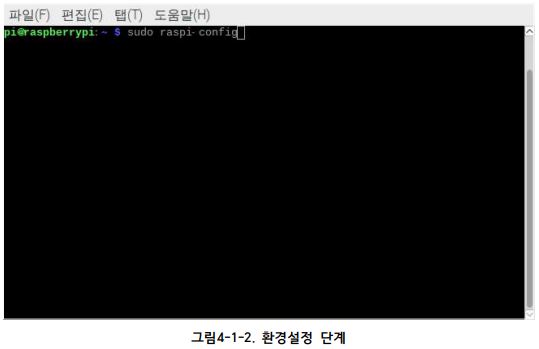 파일(F) 편집(E) 탭(T) 도움말(H)
pi@raspberrypi:~ $ sudo raspi-config
그림4-1-2. 환경설정 단계